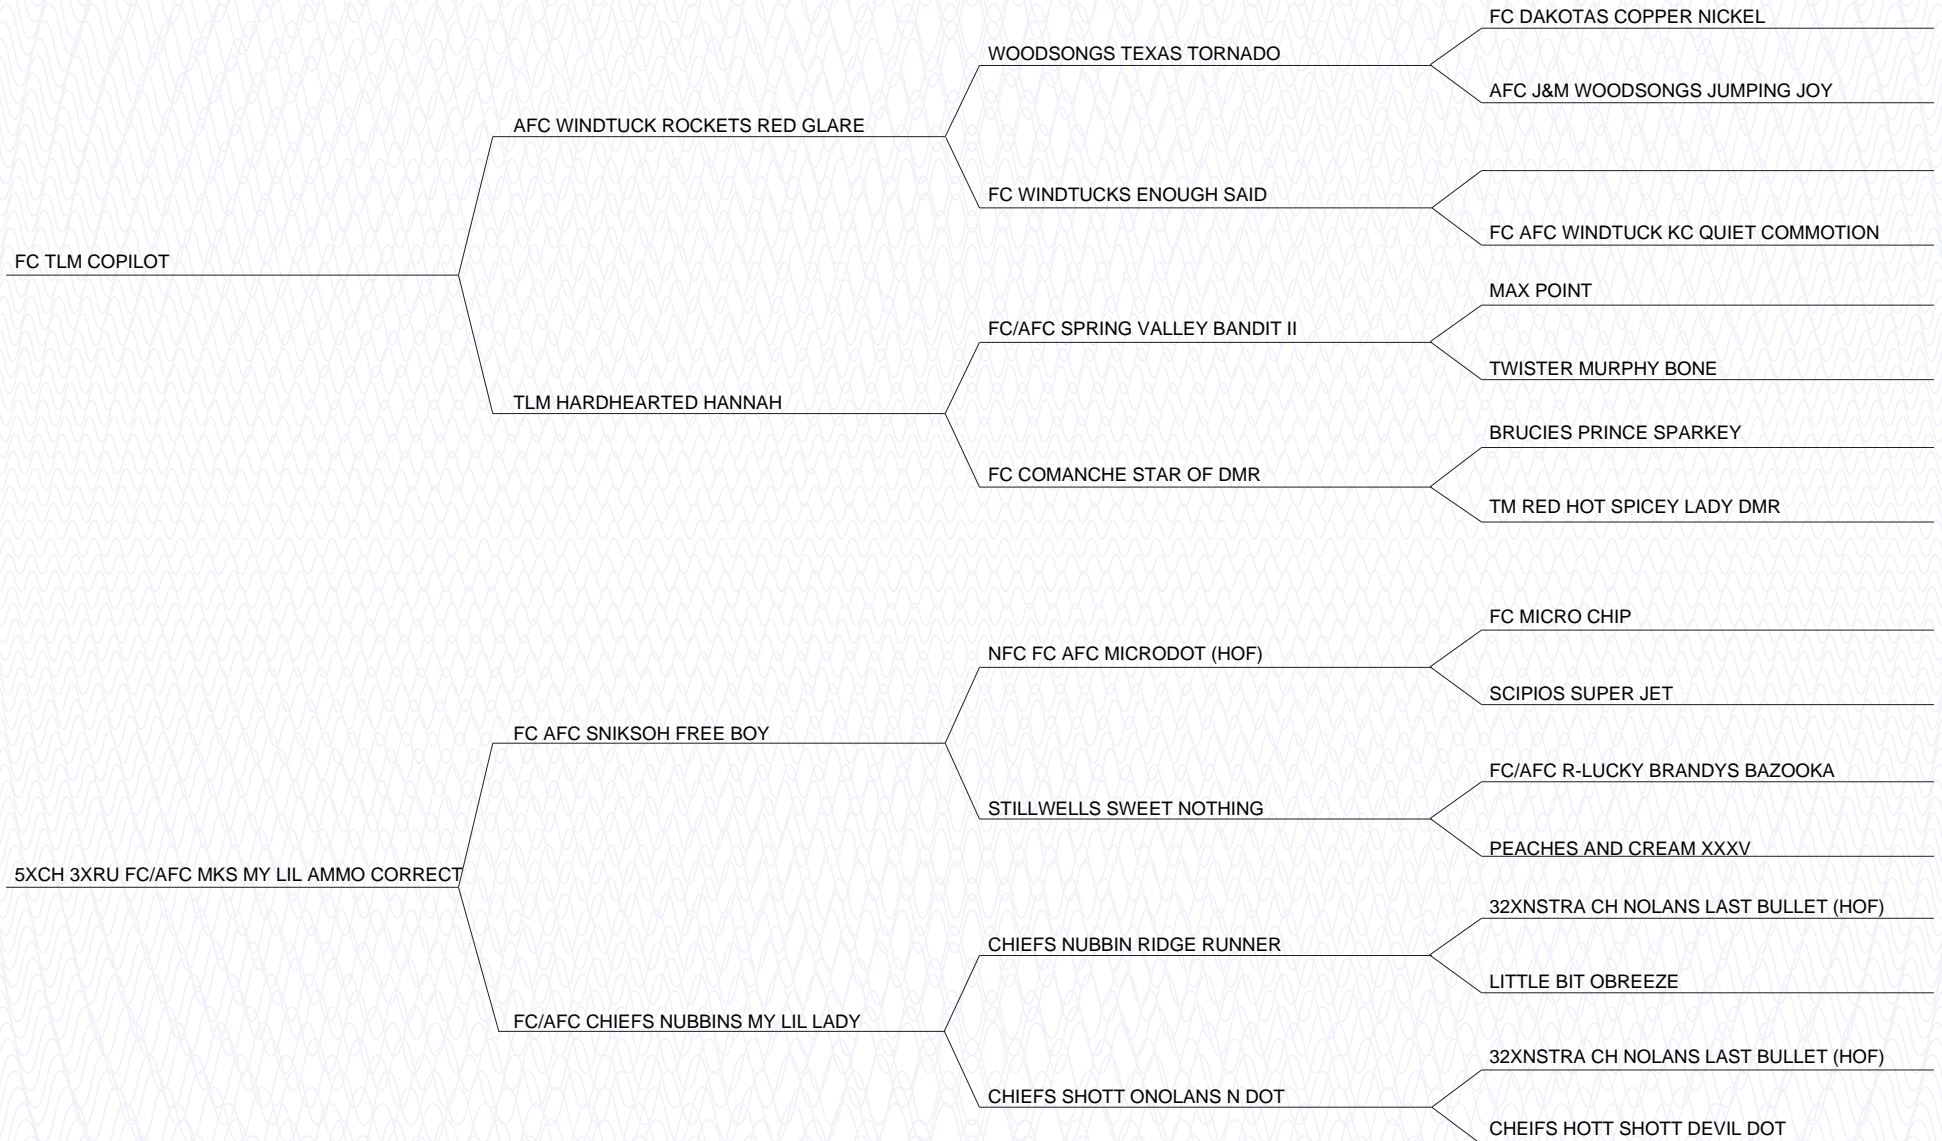 FC DAKOTAS COPPER NICKEL
WOODSONGS TEXAS TORNADO
AFC J&M WOODSONGS JUMPING JOY
AFC WINDTUCK ROCKETS RED GLARE
FC WINDTUCKS ENOUGH SAID
FC AFC WINDTUCK KC QUIET COMMOTION
FC TLM COPILOT
MAX POINT
FC/AFC SPRING VALLEY BANDIT II
TWISTER MURPHY BONE
TLM HARDHEARTED HANNAH
BRUCIES PRINCE SPARKEY
FC COMANCHE STAR OF DMR
TM RED HOT SPICEY LADY DMR
FC MICRO CHIP
NFC FC AFC MICRODOT (HOF)
SCIPIOS SUPER JET
FC AFC SNIKSOH FREE BOY
FC/AFC R-LUCKY BRANDYS BAZOOKA
STILLWELLS SWEET NOTHING
PEACHES AND CREAM XXXV
5XCH 3XRU FC/AFC MKS MY LIL AMMO CORRECT
32XNSTRA CH NOLANS LAST BULLET (HOF)
CHIEFS NUBBIN RIDGE RUNNER
LITTLE BIT OBREEZE
FC/AFC CHIEFS NUBBINS MY LIL LADY
32XNSTRA CH NOLANS LAST BULLET (HOF)
CHIEFS SHOTT ONOLANS N DOT
CHEIFS HOTT SHOTT DEVIL DOT